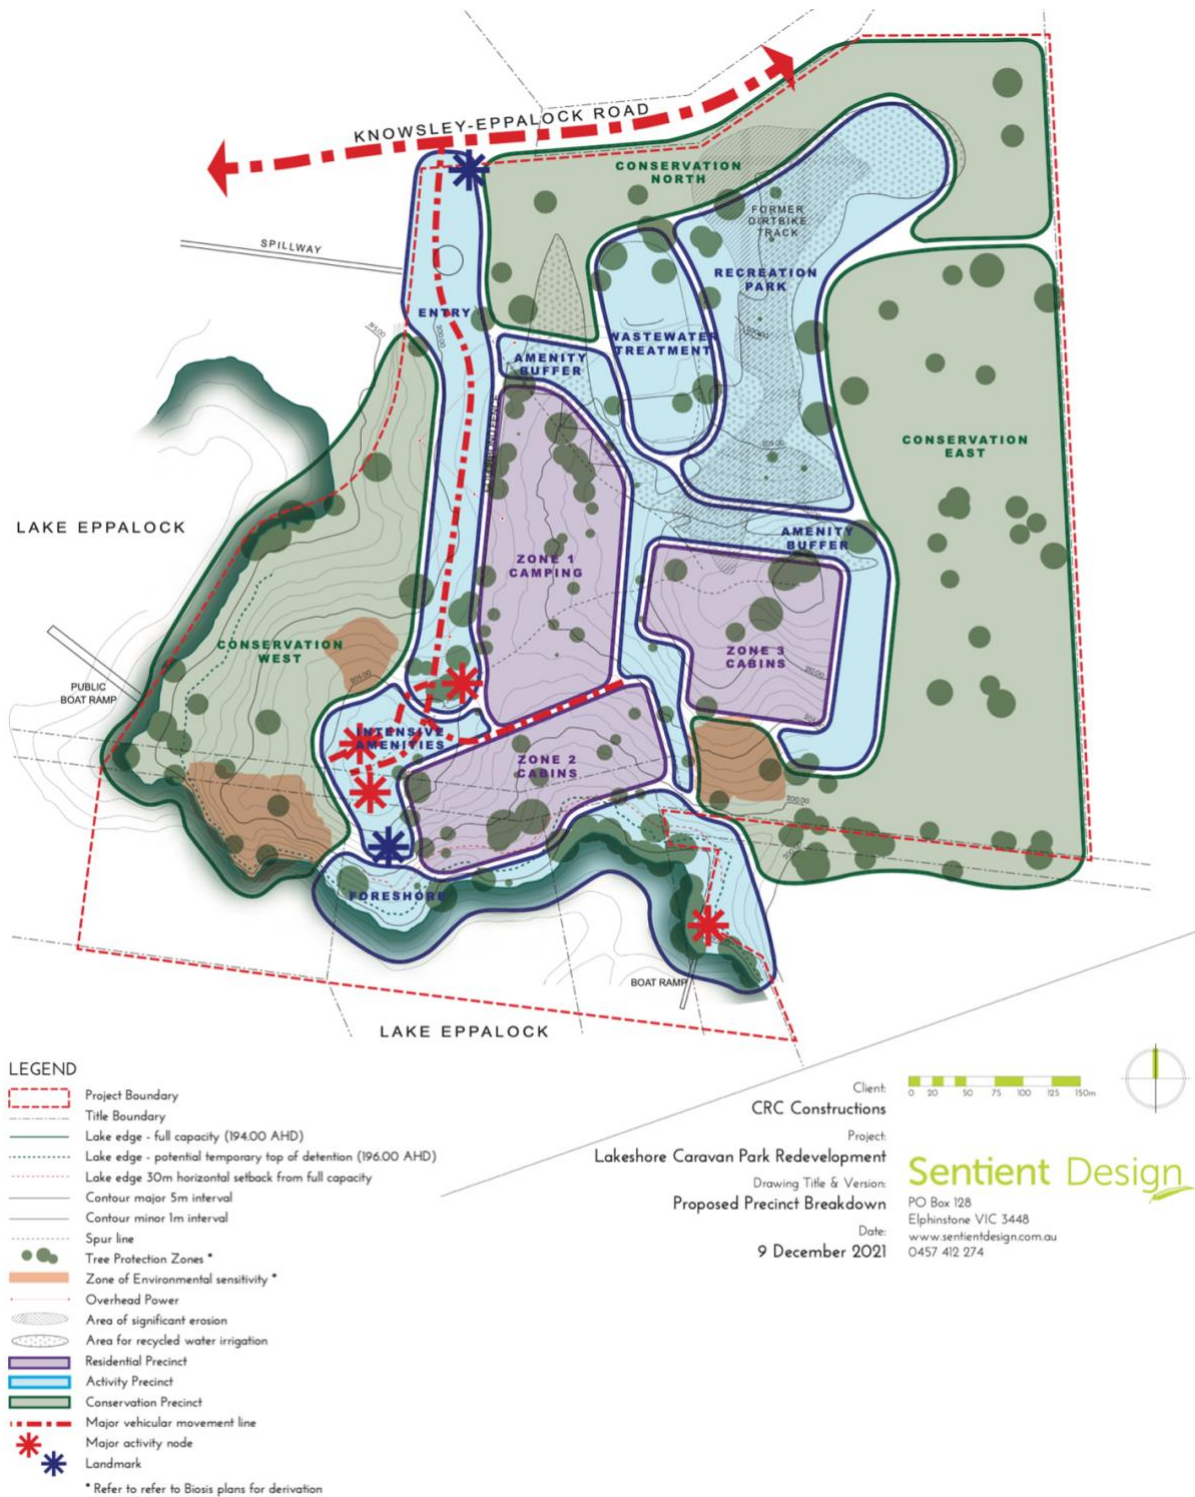 KNOWSLEY-EPPALOCK ROAD
CONSERVATION
NORTH
FORMER
DIRTBIKE
TRACK
SPILLWAY
RECREATION
PARK
ENTRY
WASTEWATER
TREATMENT
AMENITY
BUFFER
CONSERVATION
EAST
LAKE EPPALOCK
AMENITY
BUFFER
ZONE 1
CAMPING
CONSERVATION
WEST
ZONE 3
CABINS
PUBLIC
BOAT RAMP
INTENSIVE
AMENITIES
ZONE 2
CABINS
FORESHORE
BOAT RAMP
LAKE EPPALOCK
LEGEND
Project Boundary
Title Boundary
Lake edge - full capacity (194.00 AHD)
Lake edge - potential temporary top of detention (196.00 AHD)
Lake edge 30m horizontal setback from full capacity
Contour major 5m interval
Contour minor 1m interval
Spur line
Tree Protection Zones *
Zone of Environmental sensitivity *
Overhead Power
Area of significant erosion
Area for recycled water irrigation
Residential Precinct
Activity Precinct
Conservation Precinct
Major vehicular movement line
Major activity node
Landmark
* Refer to refer to Biosis plans for derivation
Client:
CRC Constructions
Project:
Lakeshore Caravan Park Redevelopment
Drawing Title & Version:
Proposed Precinct Breakdown
Date:
9 December 2021
0 20 50 75 100 125 150m
Sentient Design
PO Box 128
Elphinstone VIC 3448
www.sentientdesign.com.au
0457 412 274